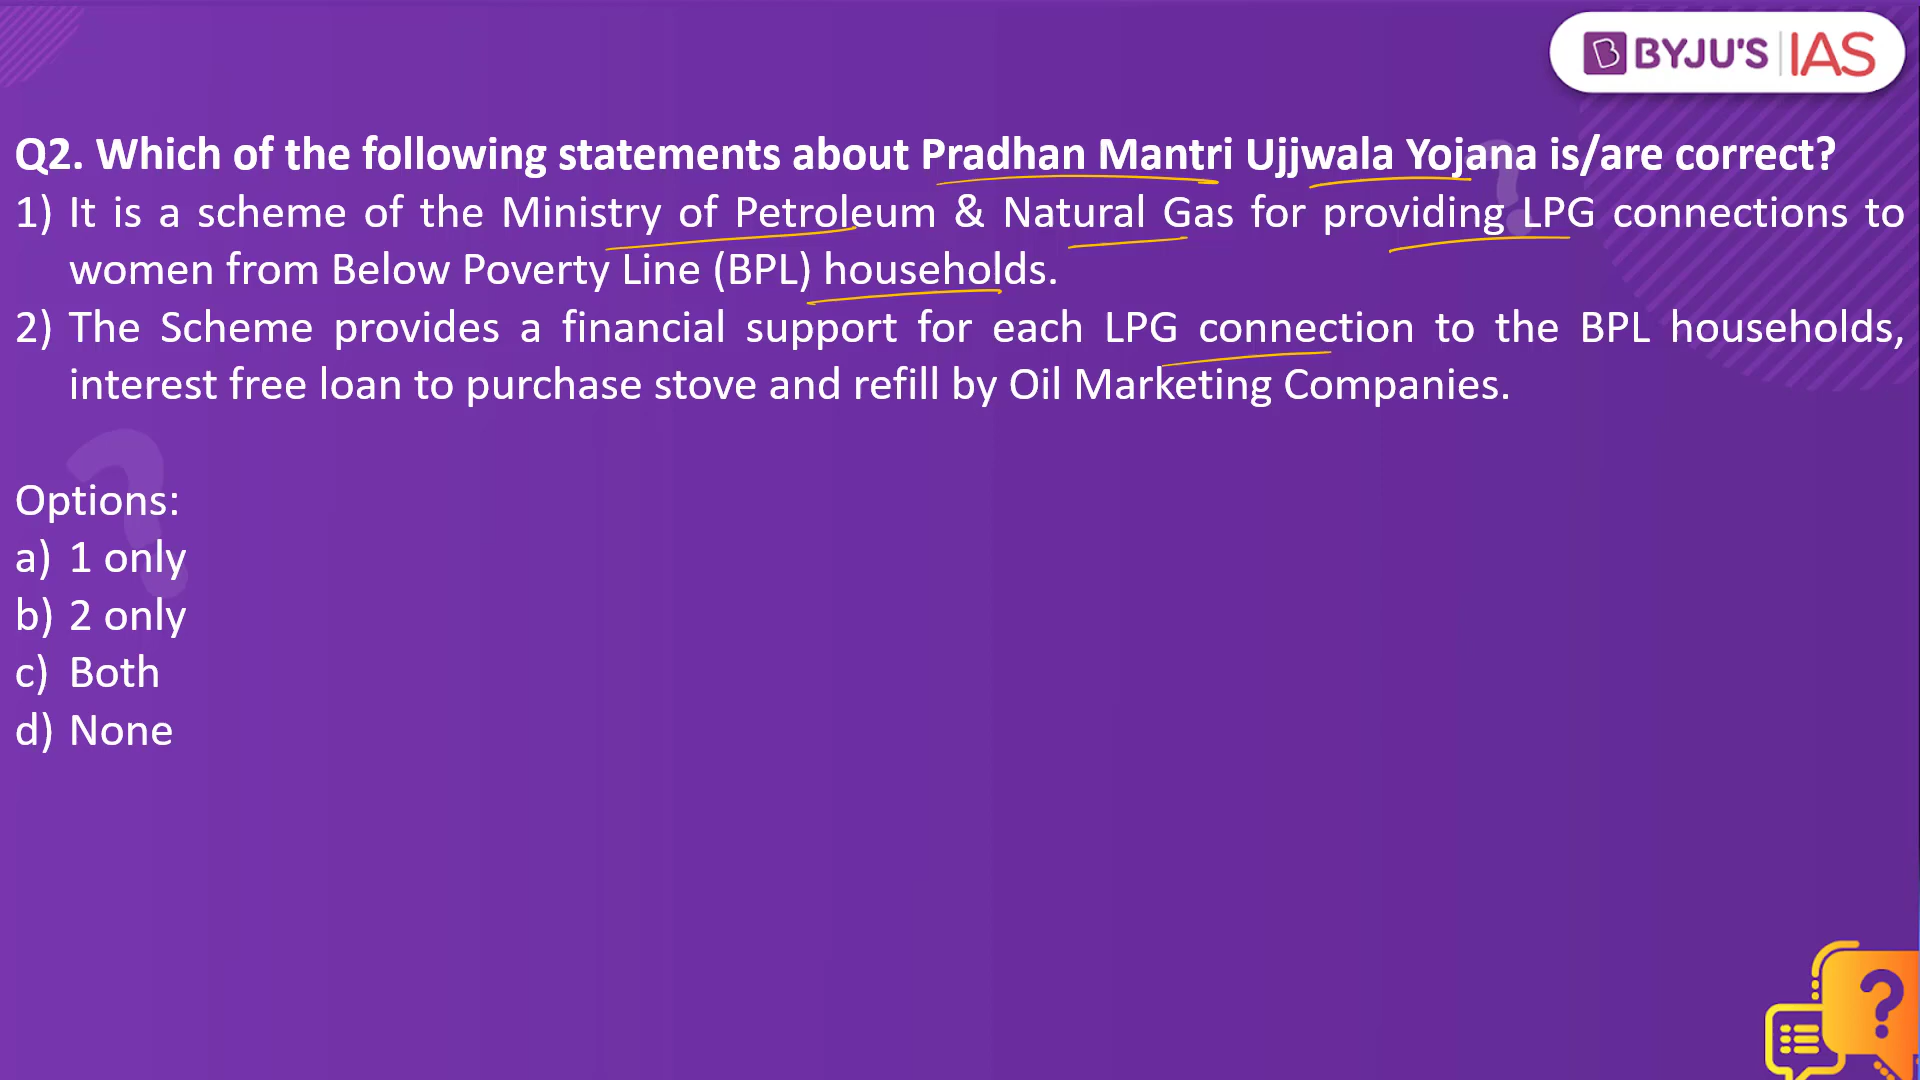 BYJU'S IAS
Q2. Which of the following statements about Pradhan Mantri Ujjwala Yojana is/are correct?
1) It is a scheme of the Ministry of Petroleum & Natural Gas for providing LPG connections to
women from Below Poverty Line (BPL) households.
2) The Scheme provides a financial support for each LPG connection to the BPL households,
interest free loan to purchase stove and refill by Oil Marketing Companies.
Options:
a) 1 only
b) 2 only
c) Both
d) None